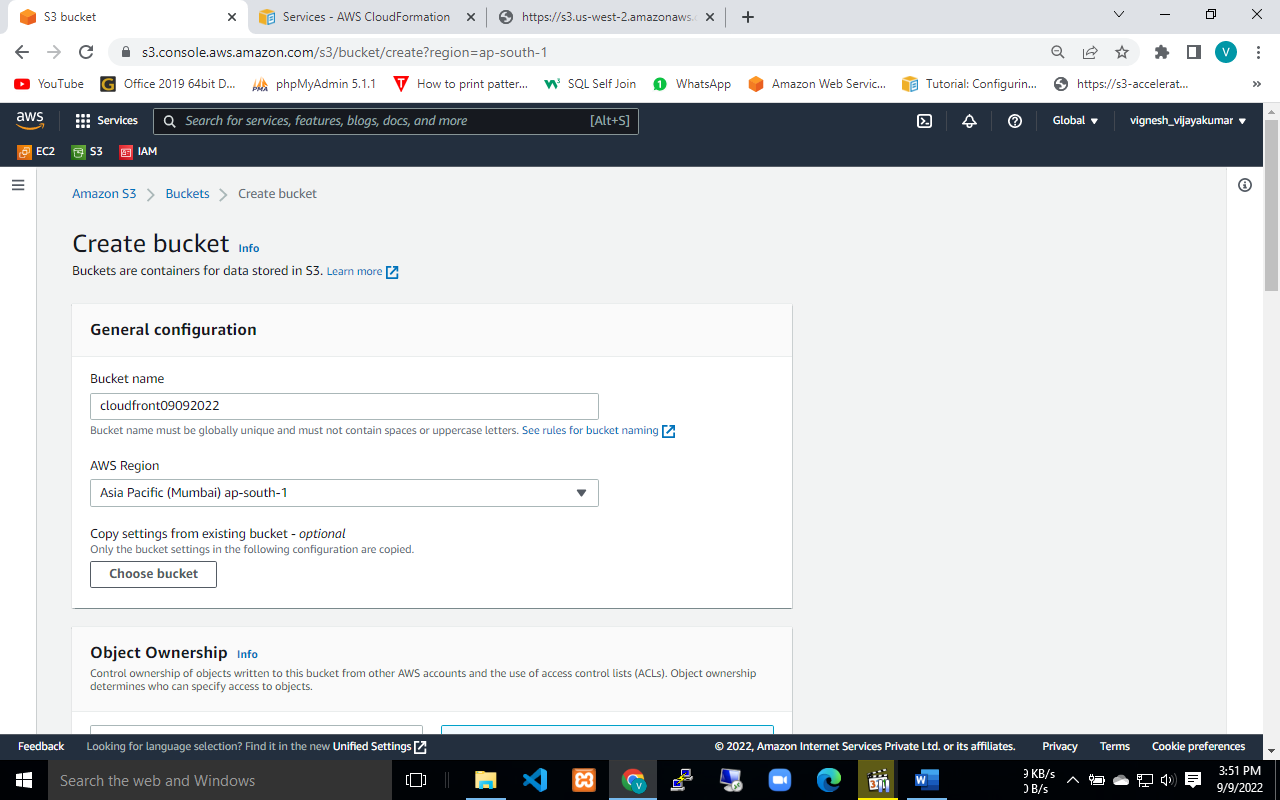 S3 bucket
Services - AWS CloudFormation
https://s3.us-west-2.amazonaws.
s3.console.aws.amazon.com/s3/bucket/create?region=ap-south-1
V
YouTube
Office 2019 64bit D...
phpMyAdmin 5.1.1
How to print patter...
SQL Self Join
WhatsApp
Amazon Web Servic...
Tutorial: Configurin...
https://s3-accelerat...
»
aws
Services
Search for services, features, blogs, docs, and more
[Alt+S]
Global
vignesh_vijayakumar
EC2
S3
IAM
Amazon S3
Buckets
Create bucket
Create bucket Info
Buckets are containers for data stored in S3. Learn more
General configuration
Bucket name
cloudfront09092022
Bucket name must be globally unique and must not contain spaces or uppercase letters. See rules for bucket naming
AWS Region
Asia Pacific (Mumbai) ap-south-1
Copy settings from existing bucket - optional
Only the bucket settings in the following configuration are copied.
Choose bucket
Object Ownership Info
Control ownership of objects written to this bucket from other AWS accounts and the use of access control lists (ACLs). Object ownership
determines who can specify access to objects.
Feedback
Looking for language selection? Find it in the new Unified Settings
© 2022, Amazon Internet Services Private Ltd. or its affiliates.
Privacy
Terms
Cookie preferences
Search the web and Windows
9 KB/s
0 B/s
3:51 PM
9/9/2022